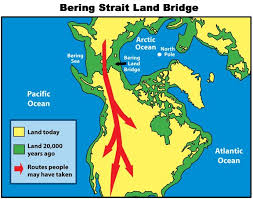 Bering Strait Land Bridge
Arctic
Ocean
North
Pole
Bering
Sea
Bering
Land
Bridge
Pacific
Ocean
Atlantic
Ocean
Land today
Land 20,000
years ago
Routes people
may have taken